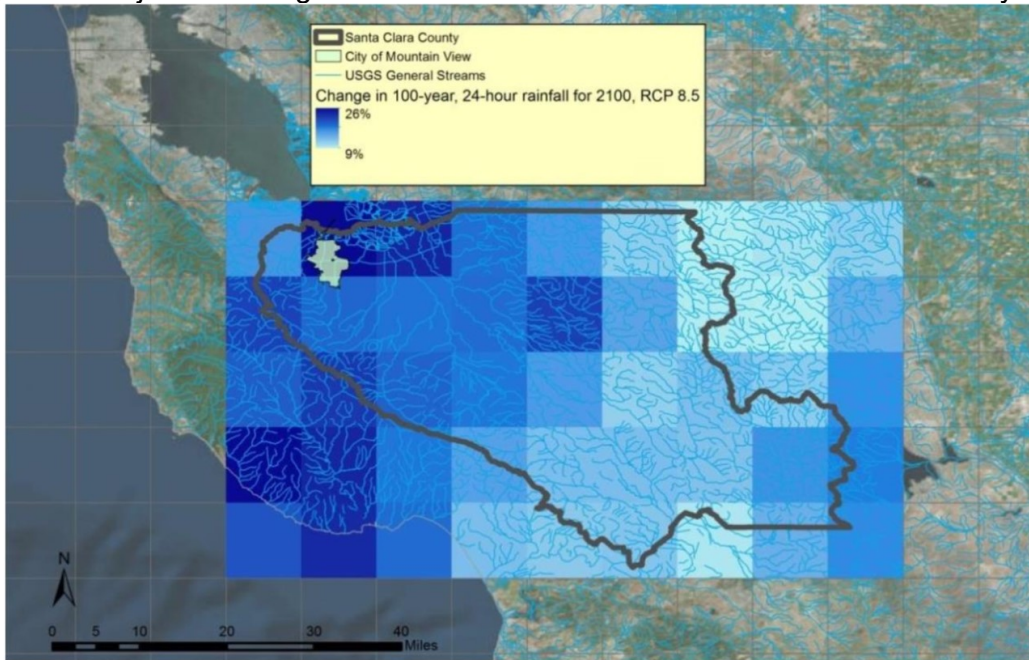 Santa Clara County
City of Mountain View
USGS General Streams
Change in 100-year, 24-hour rainfall for 2100, RCP 8.5
26%
9%
N
0 5 10 20 30 40
Miles